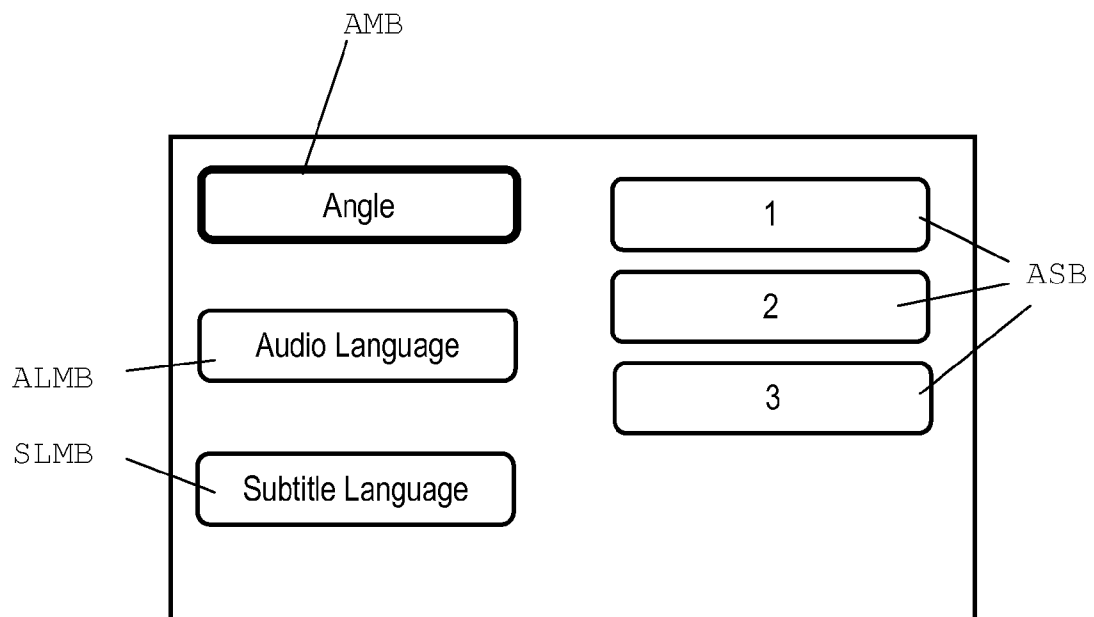 AMB
Angle
1
ASB
2
Audio Language
ALMB
3
SLMB
Subtitle Language